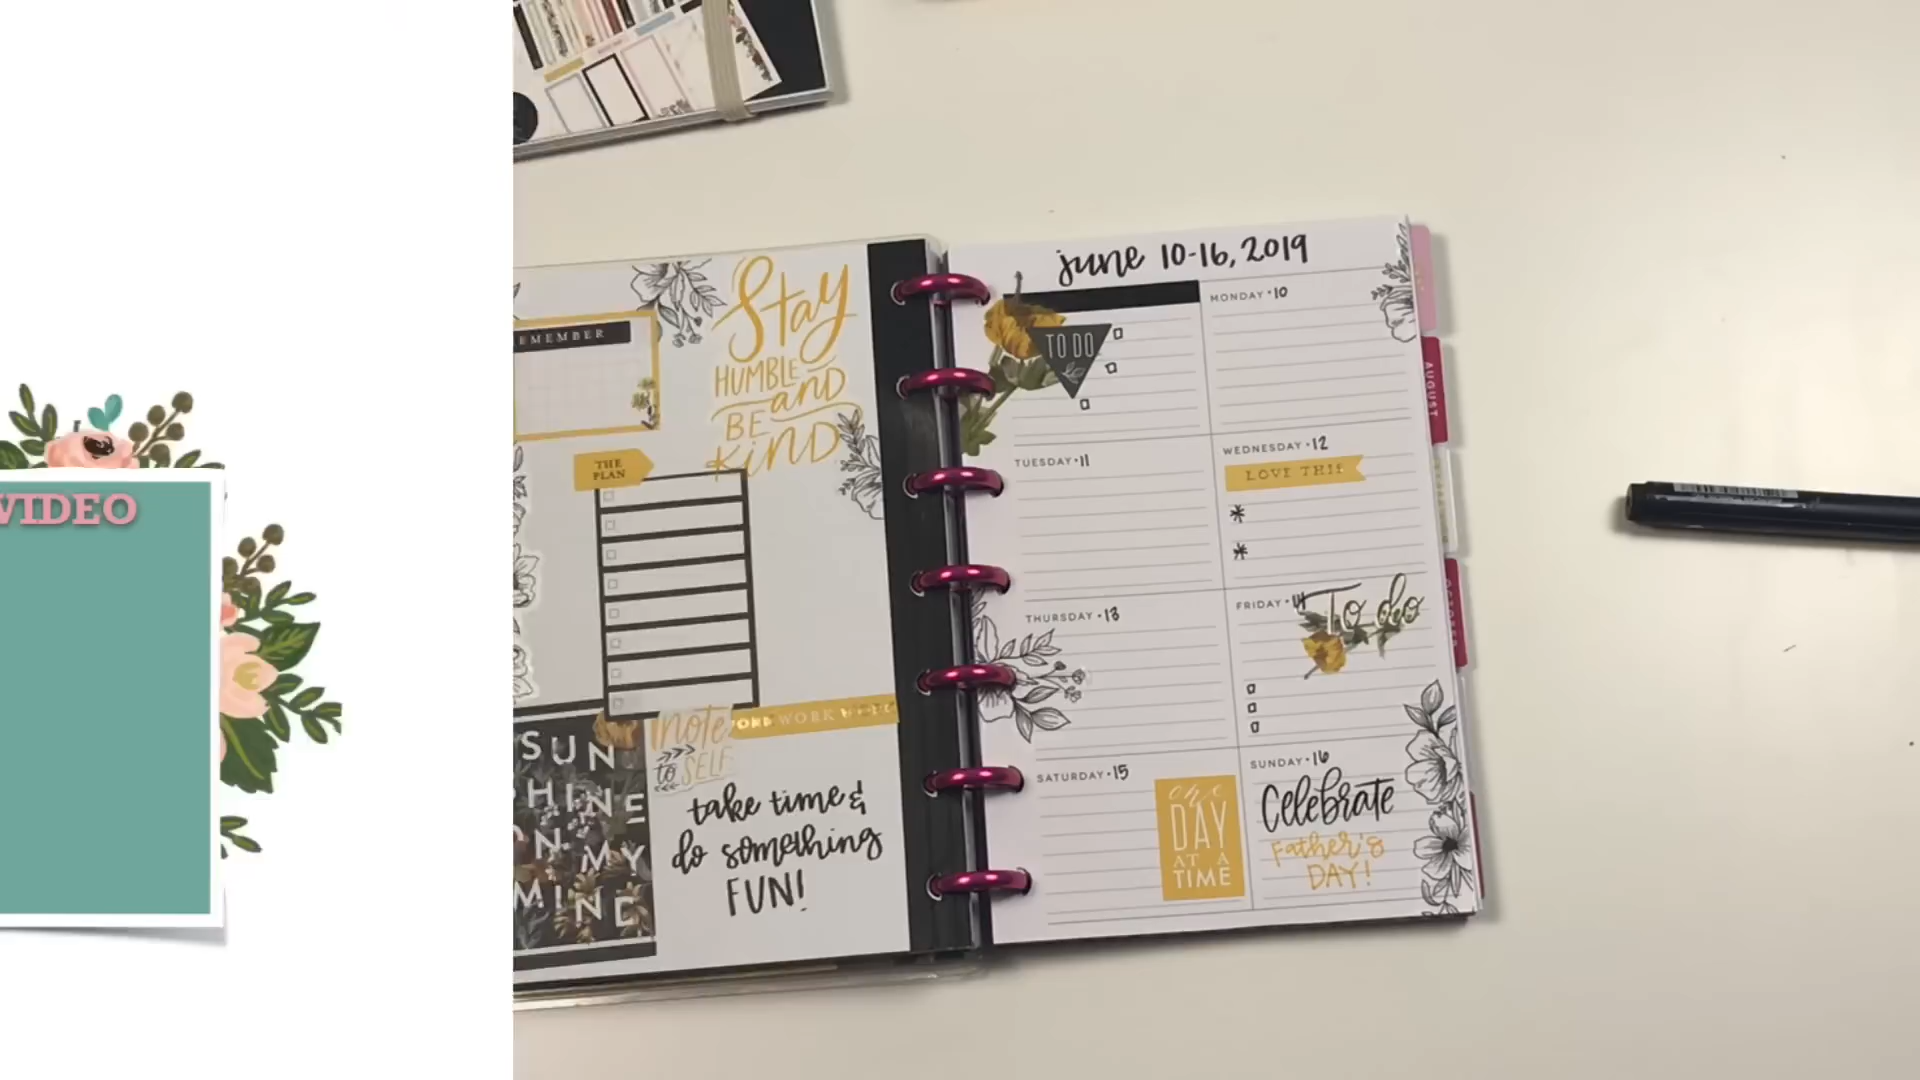 VIDEO
EMEMBER
Stay
HUMBLE
and
BE
KIND
THE
PLAN
note
to SELF
WORK WORK
SUN
HINE
ON MY
MIND
take time &
do something
FUN!
june 10-16, 2019
TO DO
MONDAY • 10
TUESDAY • 11
WEDNESDAY • 12
LOVE THIS
*
*
THURSDAY • 13
FRIDAY • 14
To do
SATURDAY • 15
one
DAY
AT A
TIME
SUNDAY • 16
Celebrate
Father's
DAY!
AUGUST